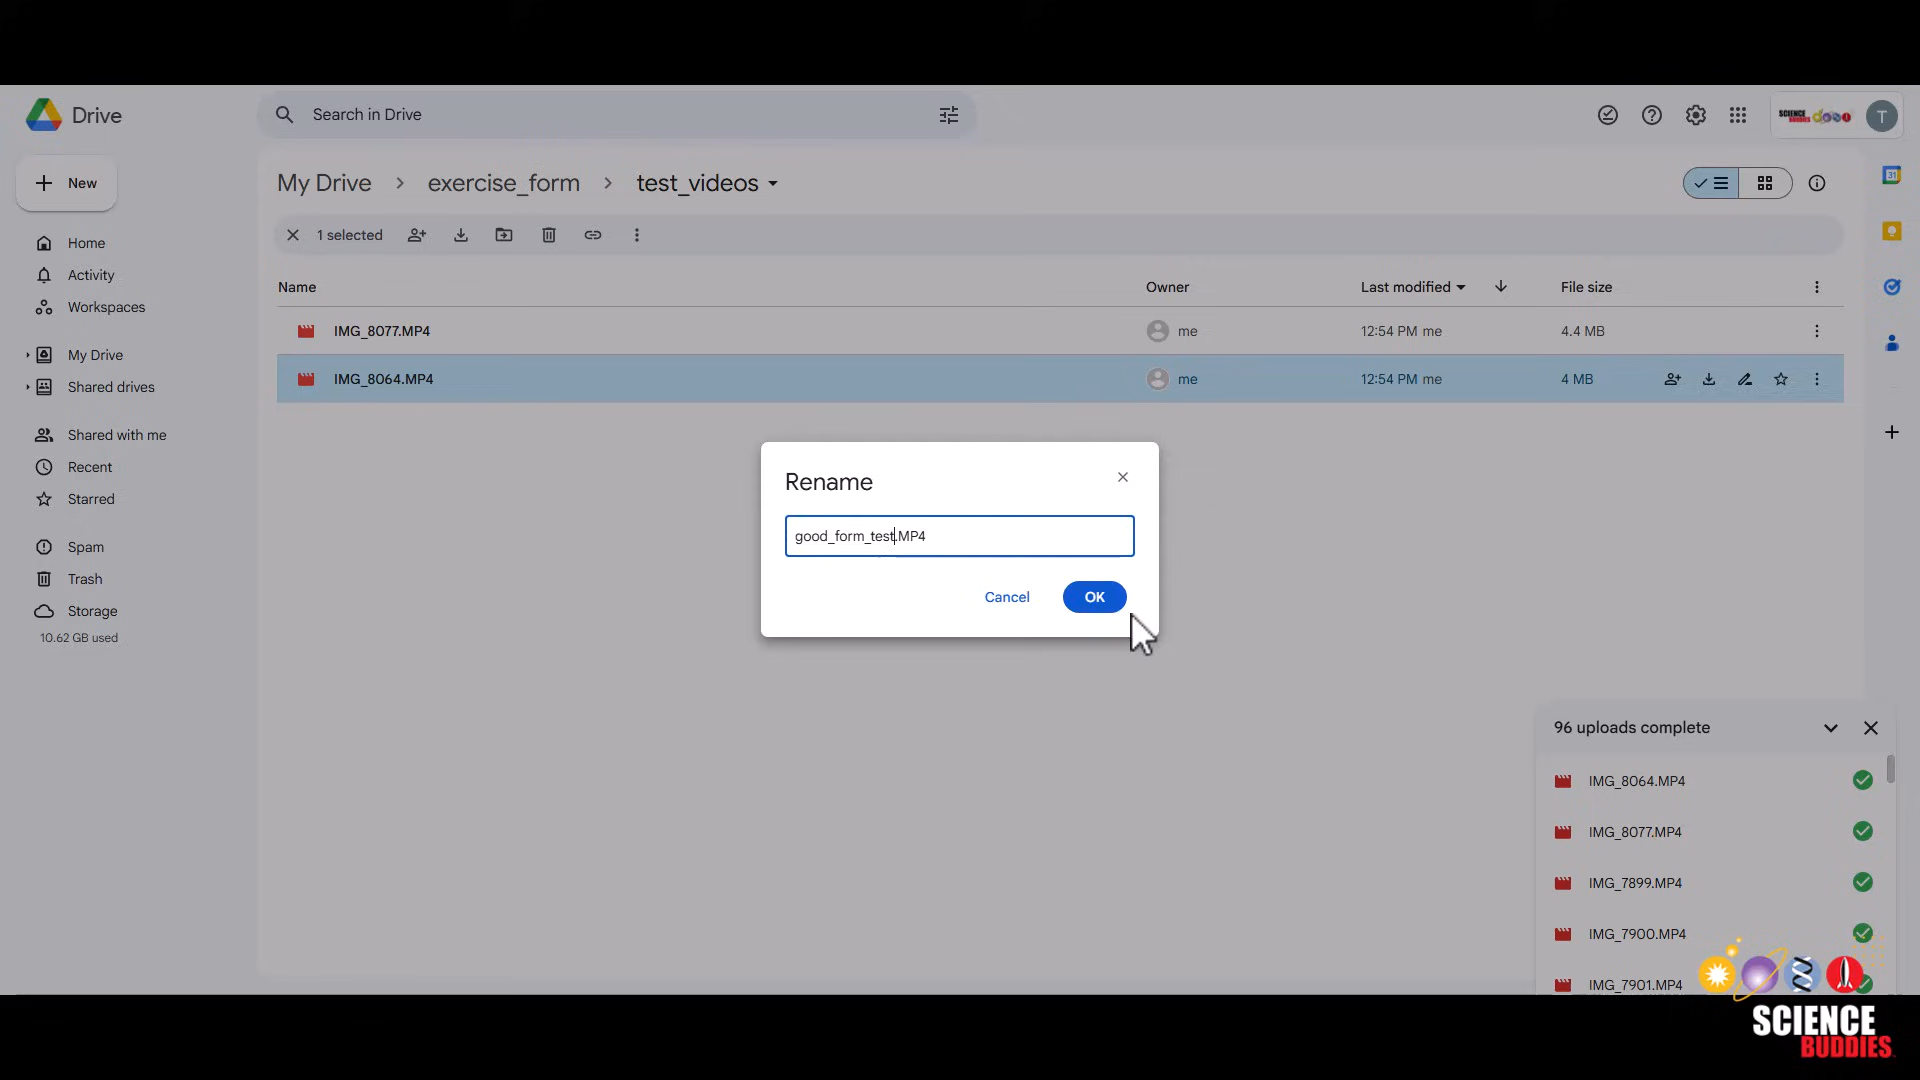 Drive
Search in Drive
SCIENCE BUDDIES
T
New
My Drive
exercise_form
test_videos
31
1 selected
Home
Activity
Workspaces
My Drive
Shared drives
Shared with me
Recent
Starred
Spam
Trash
Storage
10.62 GB used
Name
Owner
Last modified
File size
IMG_8077.MP4
me
12:54 PM me
4.4 MB
IMG_8064.MP4
me
12:54 PM me
4 MB
Rename
good_form_test.MP4
Cancel
OK
96 uploads complete
IMG_8064.MP4
IMG_8077.MP4
IMG_7899.MP4
IMG_7900.MP4
IMG_7901.MP4
SCIENCE
BUDDIES